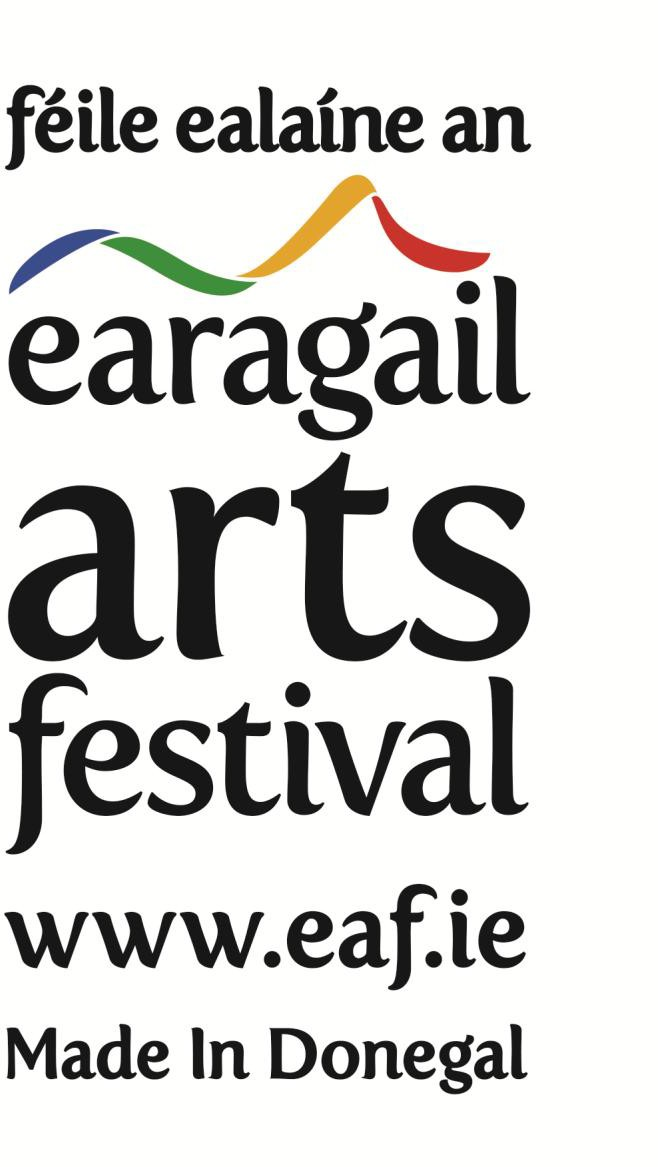 féile ealaíne an
earagail
arts
festival
www.eaf.ie
Made In Donegal